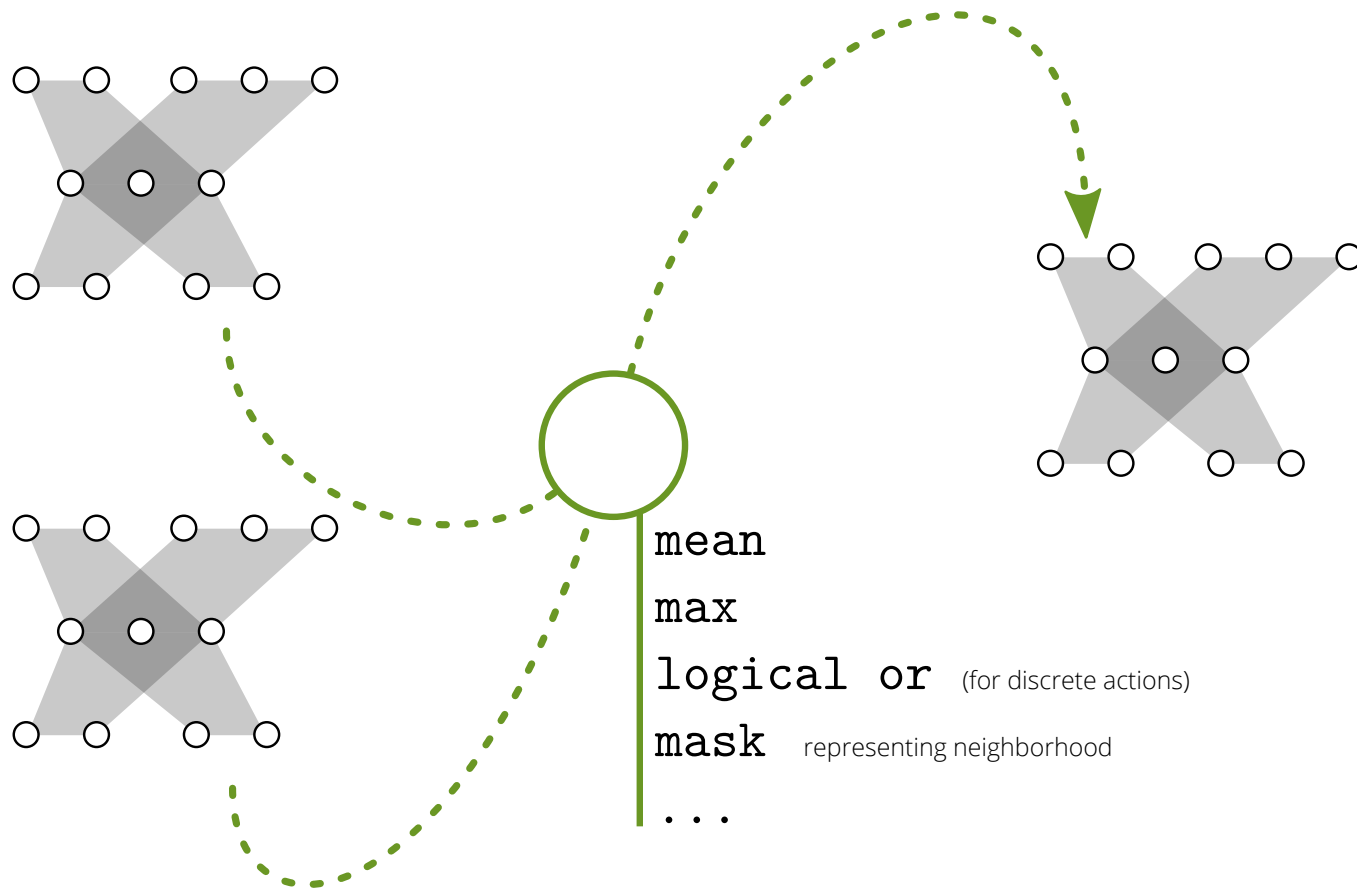 mean
max
logical or (for discrete actions)
mask representing neighborhood
...